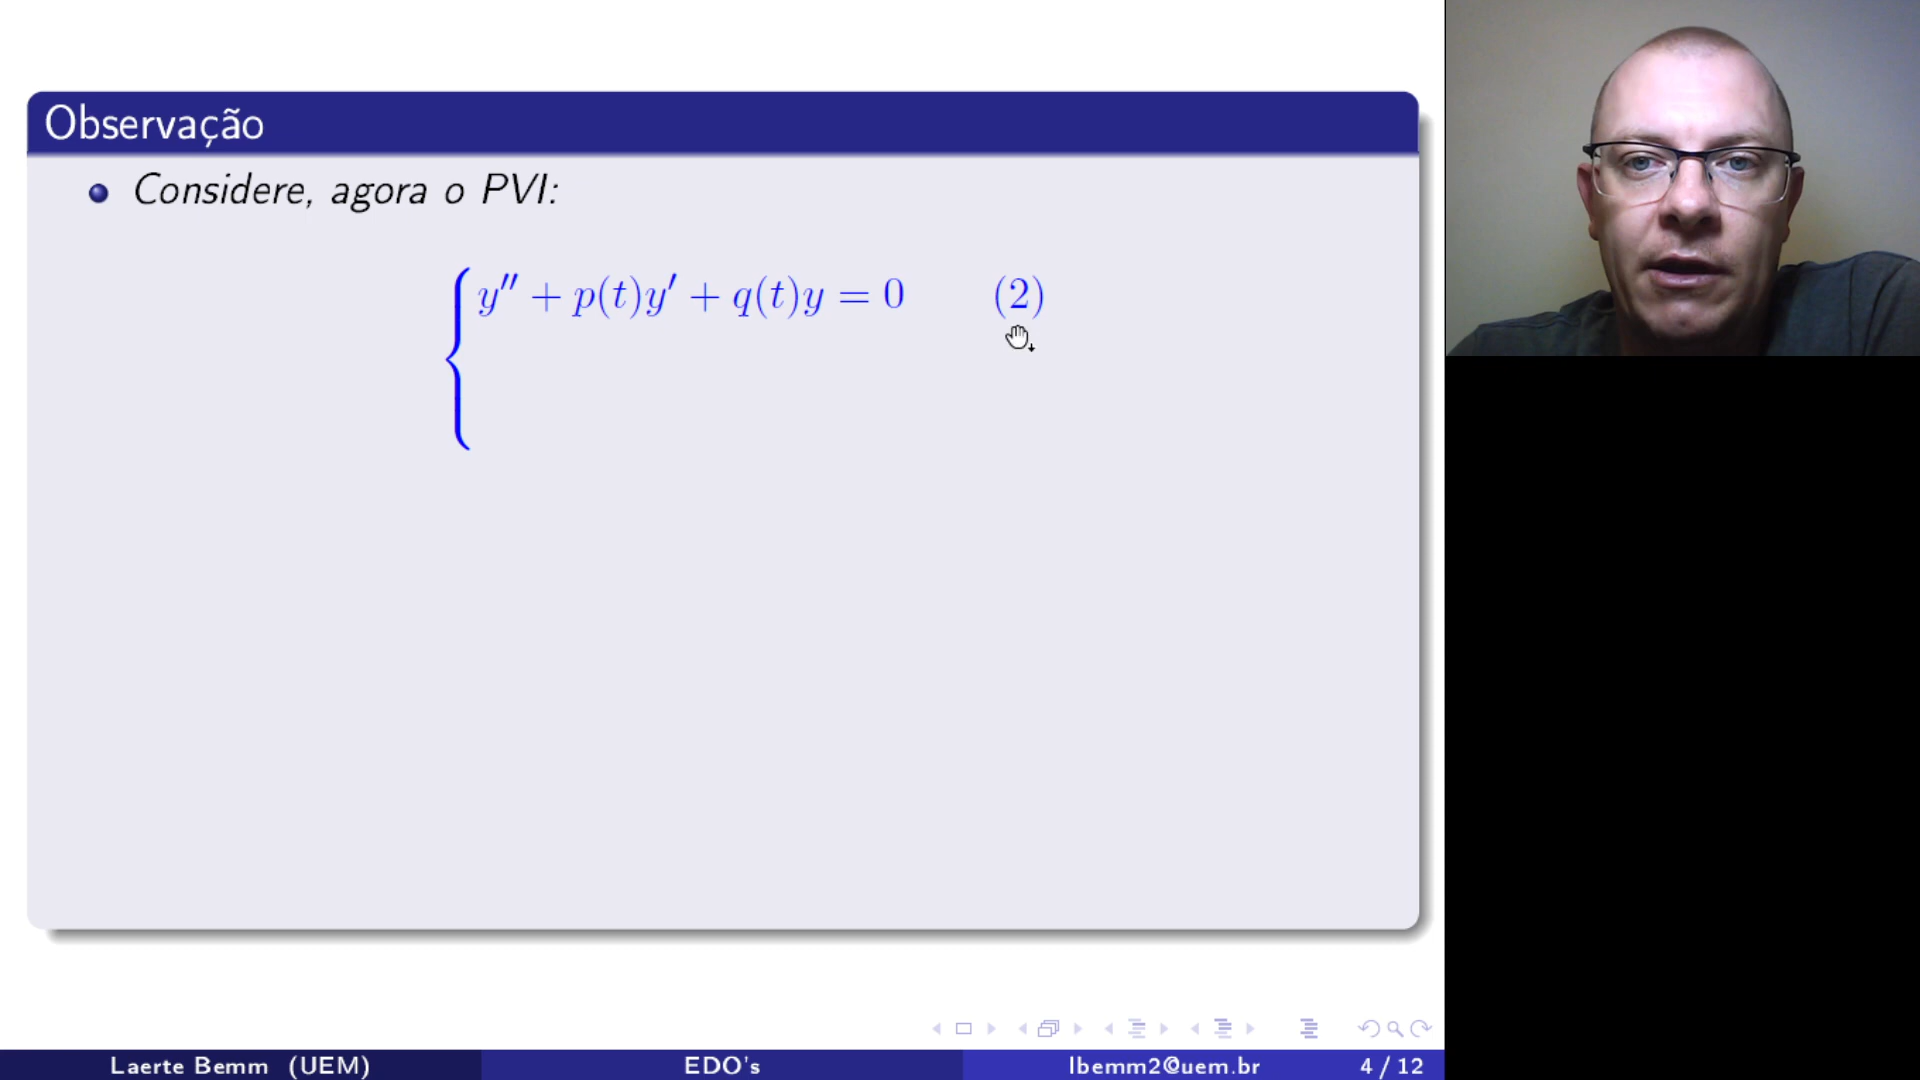 Observação
Considere, agora o PVI:
y′′ + p(t)y′ + q(t)y = 0 (2)
Laerte Bemm (UEM) EDO's lbemm2@uem.br 4 / 12